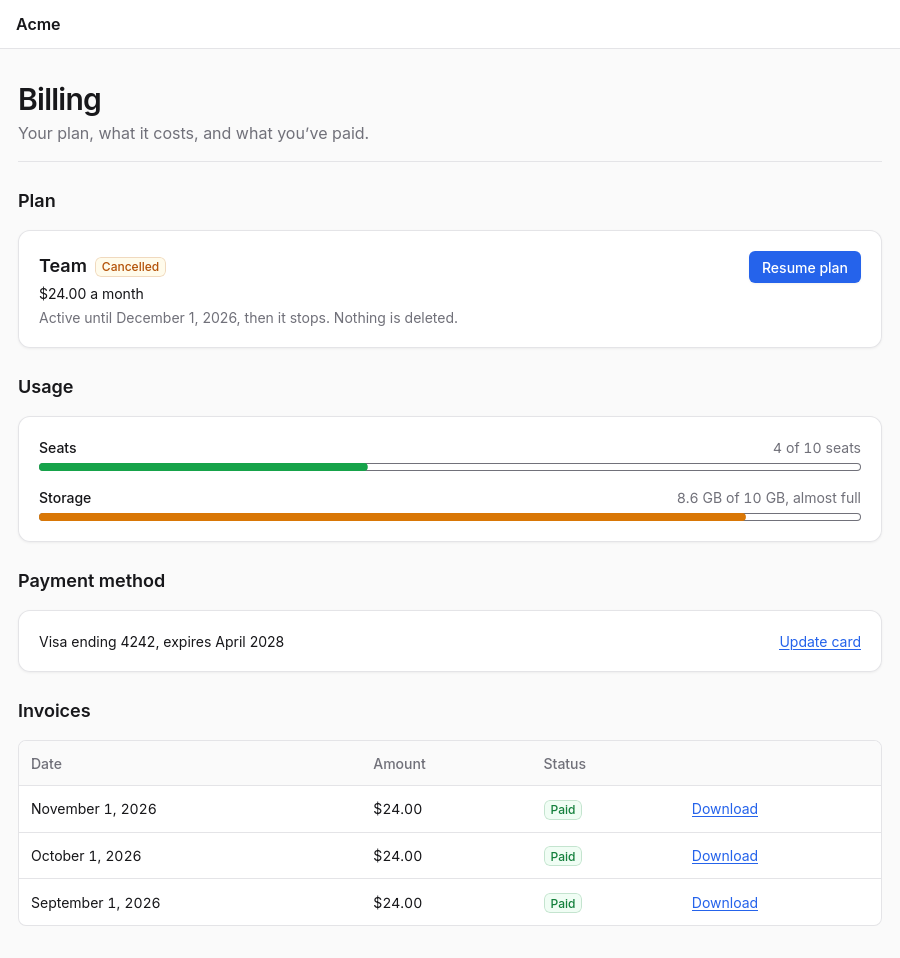 Acme
Billing
Your plan, what it costs, and what you’ve paid.
Plan
Team Cancelled
Resume plan
$24.00 a month
Active until December 1, 2026, then it stops. Nothing is deleted.
Usage
Seats 4 of 10 seats
Storage 8.6 GB of 10 GB, almost full
Payment method
Visa ending 4242, expires April 2028 Update card
Invoices
Date Amount Status
November 1, 2026 $24.00 Paid Download
October 1, 2026 $24.00 Paid Download
September 1, 2026 $24.00 Paid Download